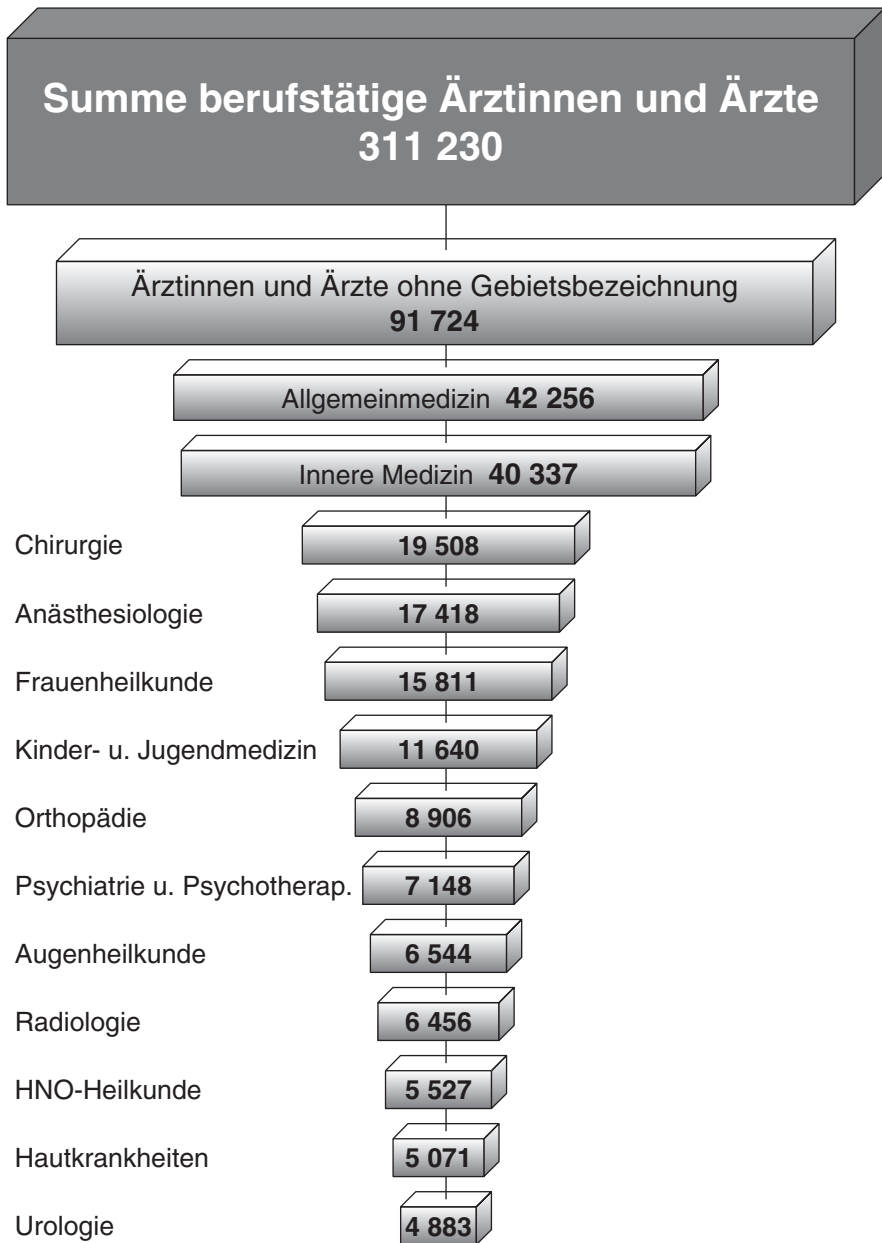 Summe berufstätige Ärztinnen und Ärzte
311 230
Ärztinnen und Ärzte ohne Gebietsbezeichnung
91 724
Allgemeinmedizin 42 256
Innere Medizin 40 337
Chirurgie 19 508
Anästhesiologie 17 418
Frauenheilkunde 15 811
Kinder- u. Jugendmedizin 11 640
Orthopädie 8 906
Psychiatrie u. Psychotherap. 7 148
Augenheilkunde 6 544
Radiologie 6 456
HNO-Heilkunde 5 527
Hautkrankheiten 5 071
Urologie 4 883